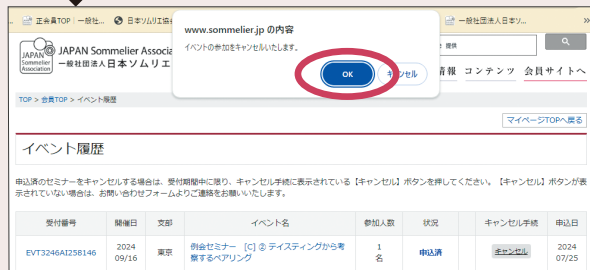 正会員TOP｜一般社...
日本ソムリエ協会
一般社団法人日本ソ...
www.sommelier.jp の内容
イベントの参加をキャンセルいたします。
OK
キャンセル
提供
JAPAN
Sommelier
Association
JAPAN Sommelier Associa
一般社団法人日本ソムリエ
情報 コンテンツ 会員サイトへ
TOP > 会員TOP > イベント履歴
マイページTOPへ戻る
イベント履歴
申込済のセミナーをキャンセルする場合は、受付期間中に限り、キャンセル手続に表示されている【キャンセル】ボタンを押してください。【キャンセル】ボタンが表
示されていない場合は、お問い合わせフォームよりご連絡をお願いいたします。
受付番号 開催日 支部 イベント名 参加人数 状況 キャンセル手続 申込日
EVT3246AI258146 2024 09/16 東京 例会セミナー [C] ② テイスティングから考察するペアリング 1名 申込済 キャンセル 2024 07/25